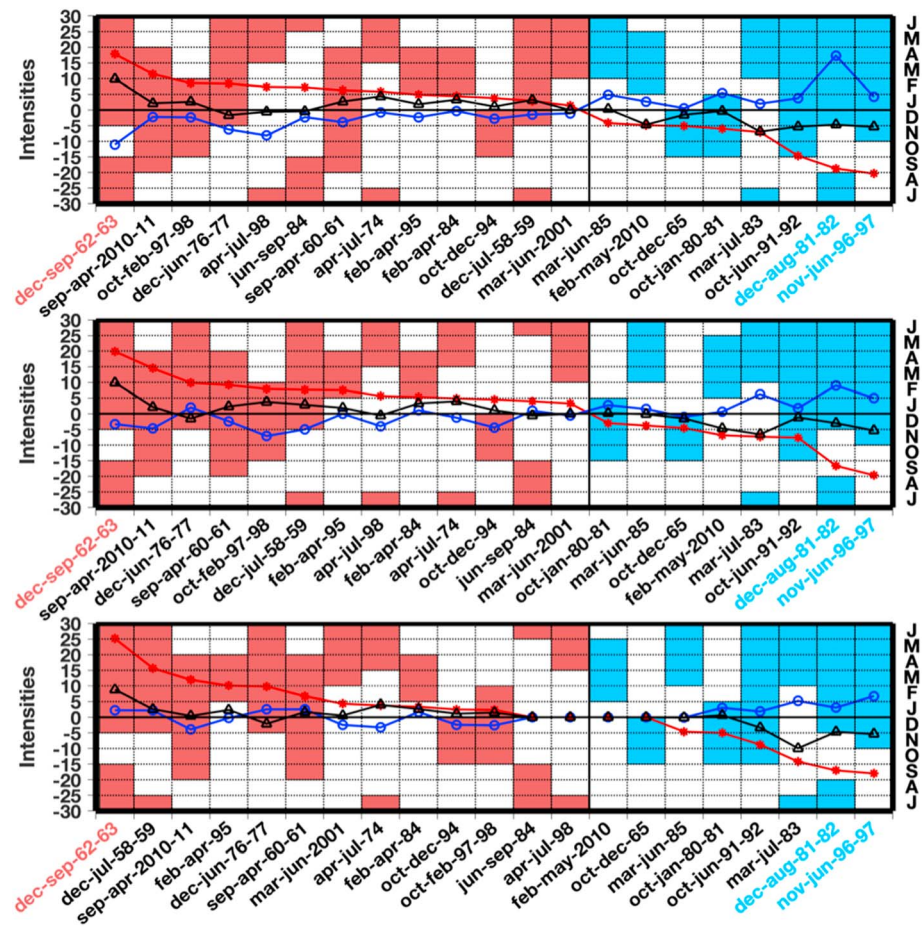 Intensities
30
25
20
15
10
5
0
-5
-10
-15
-20
-25
-30
J
M
A
M
F
J
D
N
O
S
A
J
dec-sep-62-63
sep-apr-2010-11
oct-feb-97-98
dec-jun-76-77
apr-jul-98
jun-sep-84
sep-apr-60-61
apr-jul-74
feb-apr-95
feb-apr-84
oct-dec-94
dec-jul-58-59
mar-jun-2001
mar-jun-85
feb-may-2010
oct-dec-65
oct-jan-80-81
mar-jul-83
oct-jun-91-92
dec-aug-81-82
nov-jun-96-97
Intensities
30
25
20
15
10
5
0
-5
-10
-15
-20
-25
-30
J
M
A
M
F
J
D
N
O
S
A
J
dec-sep-62-63
sep-apr-2010-11
dec-jun-76-77
sep-apr-60-61
oct-feb-97-98
dec-jul-58-59
feb-apr-95
apr-jul-98
feb-apr-84
apr-jul-74
oct-dec-94
jun-sep-84
mar-jun-2001
oct-jan-80-81
mar-jun-85
oct-dec-65
feb-may-2010
mar-jul-83
oct-jun-91-92
dec-aug-81-82
nov-jun-96-97
Intensities
30
25
20
15
10
5
0
-5
-10
-15
-20
-25
-30
J
M
A
M
F
J
D
N
O
S
A
J
dec-sep-62-63
dec-jul-58-59
sep-apr-2010-11
feb-apr-95
dec-jun-76-77
sep-apr-60-61
mar-jun-2001
apr-jul-74
feb-apr-84
oct-dec-94
oct-feb-97-98
jun-sep-84
apr-jul-98
feb-may-2010
oct-dec-65
mar-jun-85
oct-jan-80-81
oct-jun-91-92
mar-jul-83
dec-aug-81-82
nov-jun-96-97